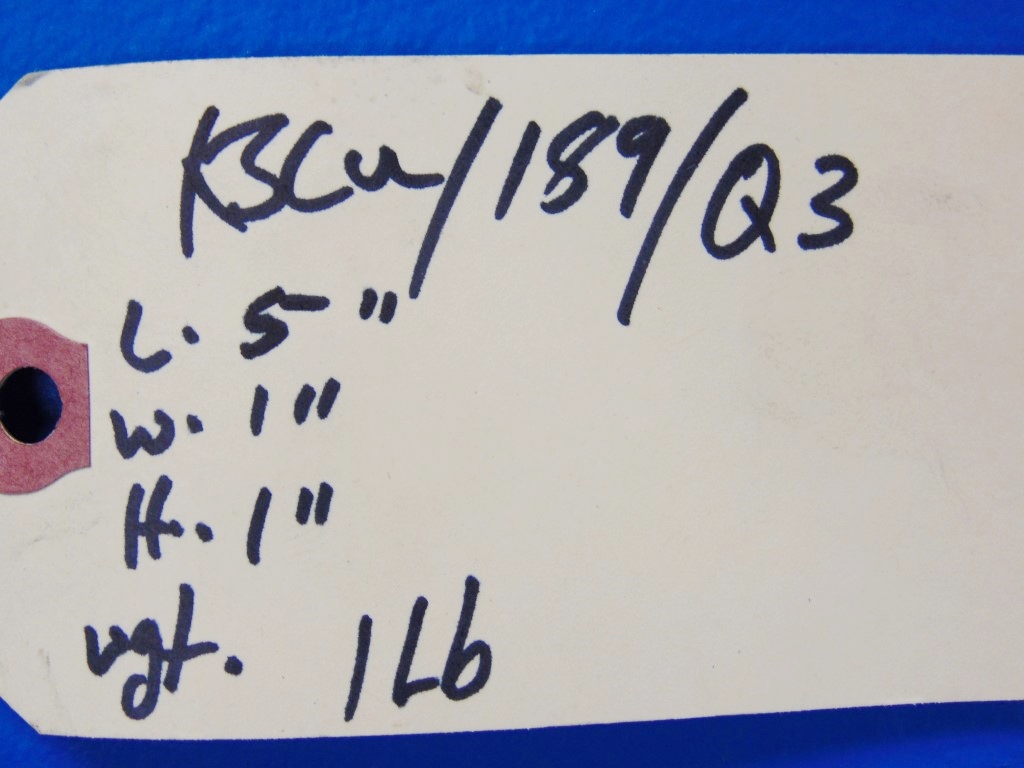 KBCu/189/Q3
L. 5"
W. 1"
H. 1"
wgt. 1Lb